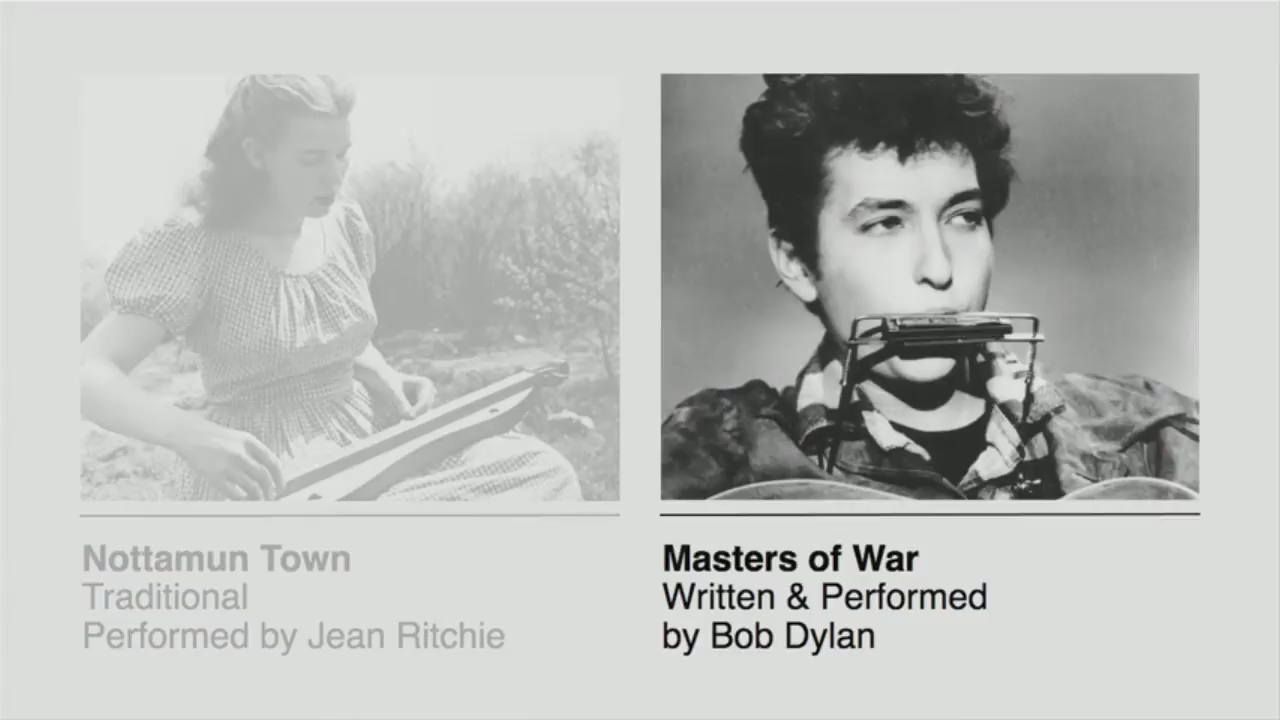 Nottamun Town
Traditional
Performed by Jean Ritchie
Masters of War
Written & Performed
by Bob Dylan